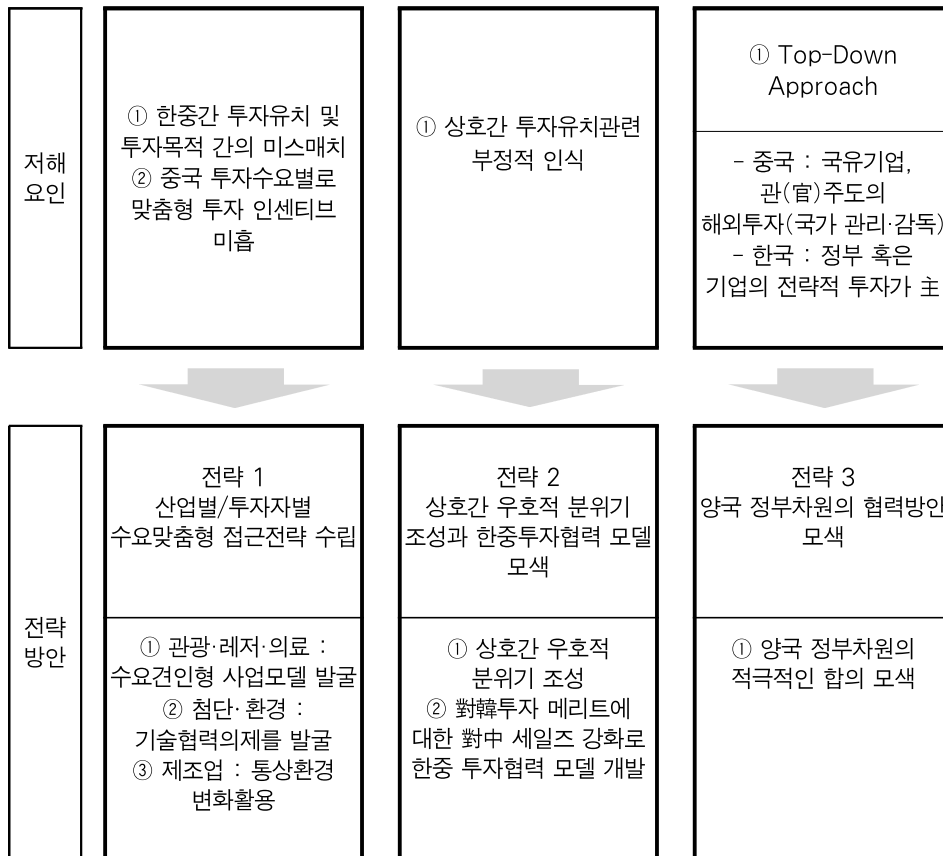 저해
요인
① 한중간 투자유치 및
투자목적 간의 미스매치
② 중국 투자수요별로
맞춤형 투자 인센티브
미흡
① 상호간 투자유치관련
부정적 인식
① Top-Down
Approach
- 중국 : 국유기업,
관(官)주도의
해외투자(국가 관리·감독)
- 한국 : 정부 혹은
기업의 전략적 투자가 主
전략
방안
전략 1
산업별/투자자별
수요맞춤형 접근전략 수립
① 관광·레저·의료 :
수요견인형 사업모델 발굴
② 첨단·환경 :
기술협력의제를 발굴
③ 제조업 : 통상환경
변화활용
전략 2
상호간 우호적 분위기
조성과 한중투자협력 모델
모색
① 상호간 우호적
분위기 조성
② 對韓투자 메리트에
대한 對中 세일즈 강화로
한중 투자협력 모델 개발
전략 3
양국 정부차원의 협력방안
모색
① 양국 정부차원의
적극적인 합의 모색